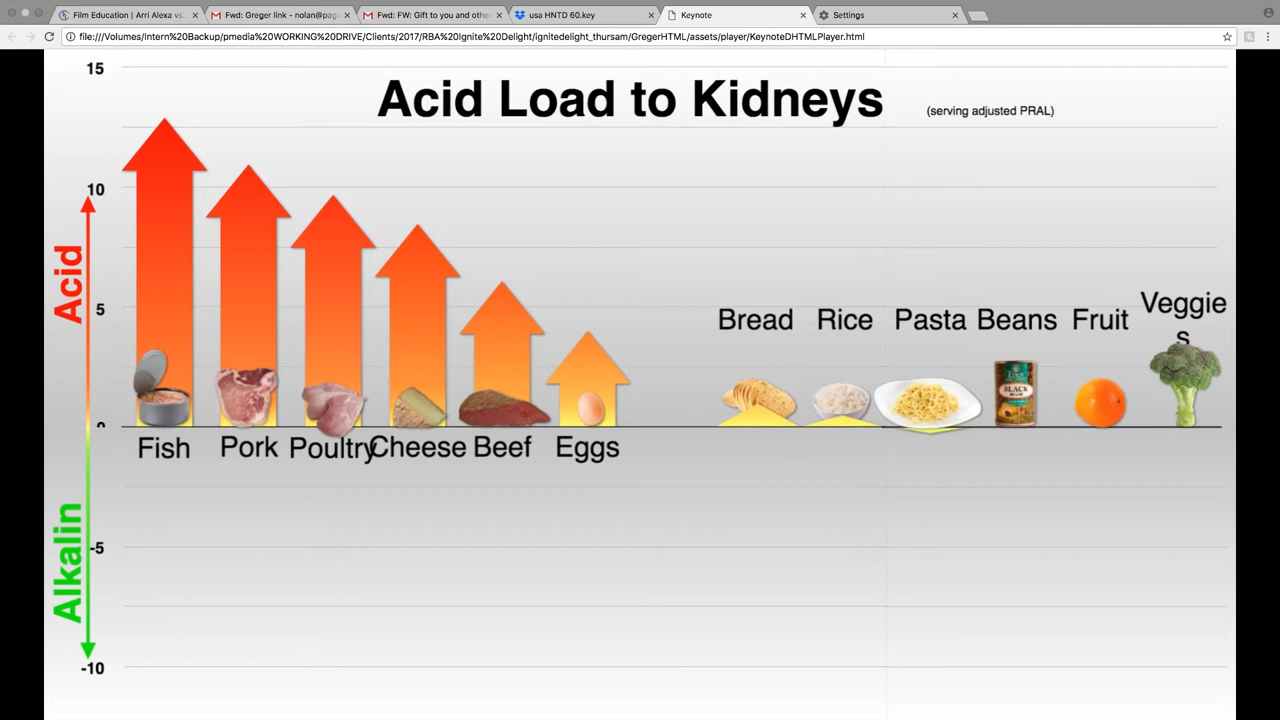 Film Education | Arri Alexa vs.
Fwd: Greger link - nolan@pag
Fwd: FW: Gift to you and othe
usa HNTD 60.key
Keynote
Settings
file:///Volumes/Intern%20Backup/pmedia%20WORKING%20DRIVE/Clients/2017/RBA%20Ignite%20Delight/ignitedelight_thursam/GregerHTML/assets/player/KeynoteDHTMLPlayer.html
Acid Load to Kidneys
(serving adjusted PRAL)
15
10
5
0
-5
-10
Acid
Alkalin
Bread
Rice
Pasta
Beans
Fruit
Veggie
s
BLACK
Fish
Pork
Poultry
Cheese
Beef
Eggs